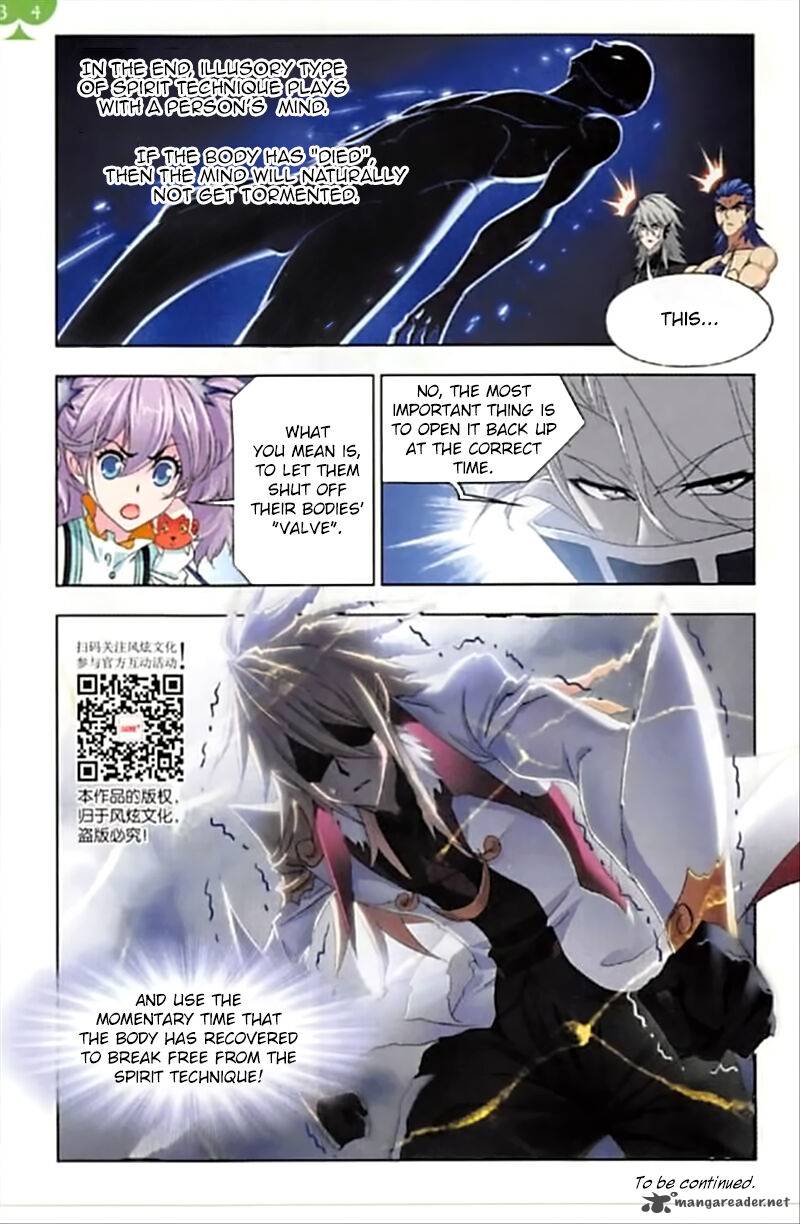 3 4
IN THE END, ILLUSORY TYPE
OF SPIRIT TECHNIQUE PLAYS
WITH A PERSON'S MIND.
IF THE BODY HAS "DIED",
THEN THE MIND WILL NATURALLY
NOT GET TORMENTED.
THIS...
WHAT
YOU MEAN IS,
TO LET THEM
SHUT OFF
THEIR BODIES'
"VALVE".
NO, THE MOST
IMPORTANT THING IS
TO OPEN IT BACK UP
AT THE CORRECT
TIME.
扫码关注风炫文化
参与官方互动活动!
本作品的版权，
归于风炫文化，
盗版必究!
AND USE THE
MOMENTARY TIME THAT
THE BODY HAS RECOVERED
TO BREAK FREE FROM THE
SPIRIT TECHNIQUE!
To be continued.
mangareader.net